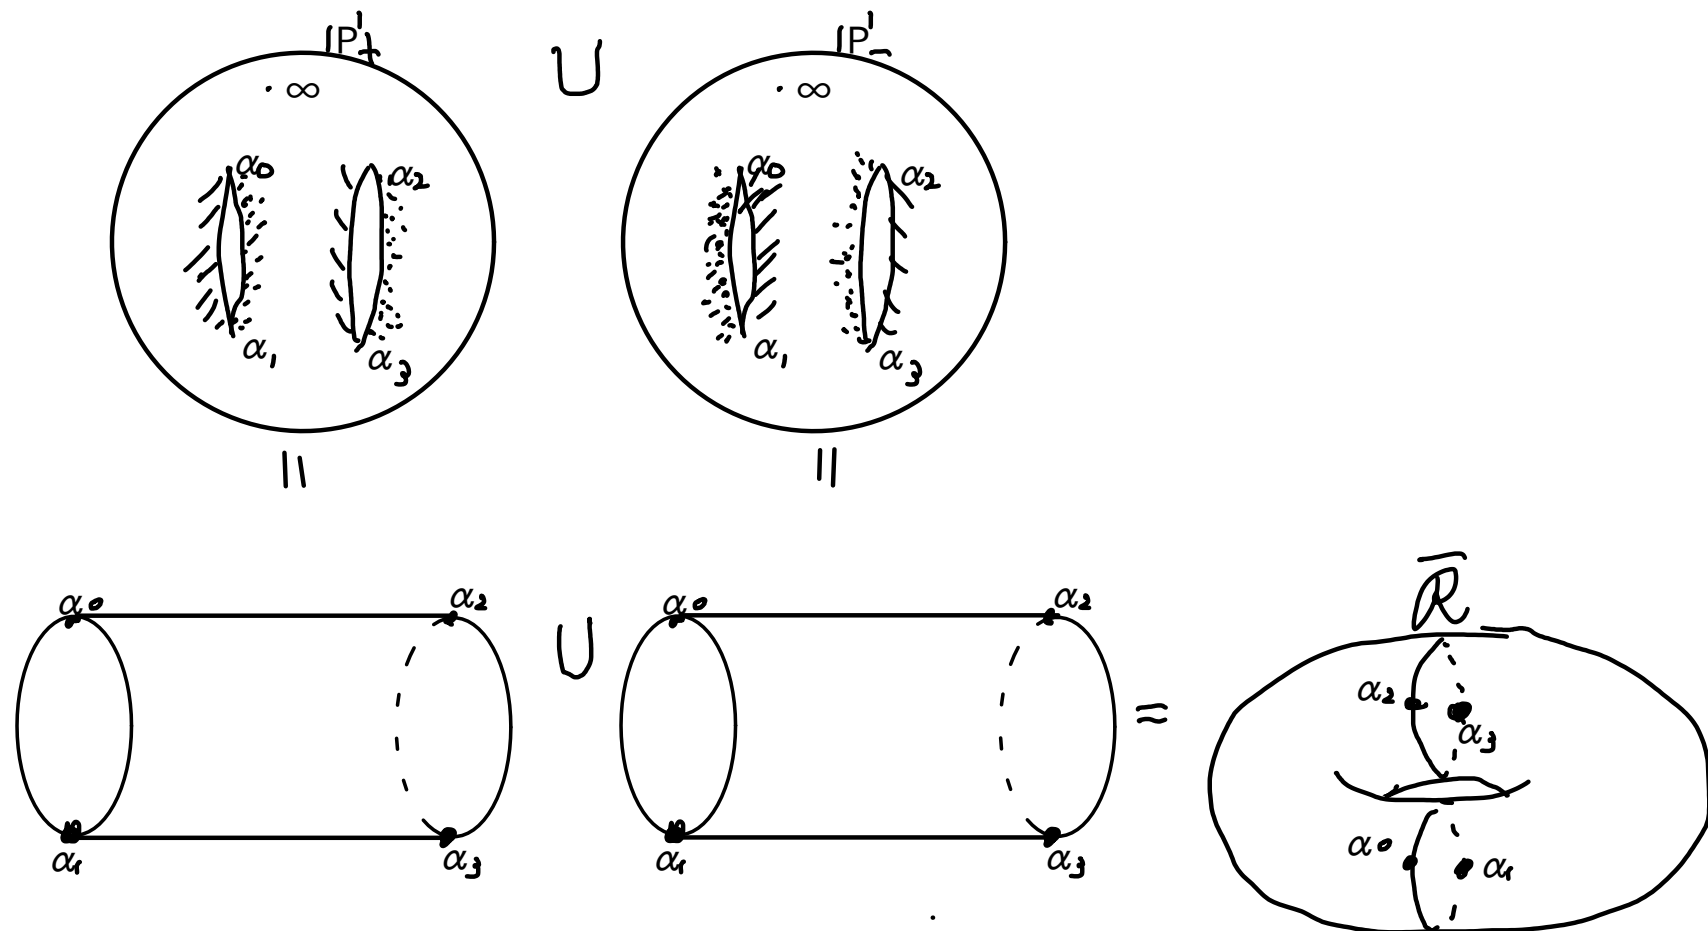 ℙ¹₊ ∪ ℙ¹₋
· ∞ · ∞
α₀ α₂ α₀ α₂
α₁ α₃ α₁ α₃
|| ||
α₀ α₂ ∪ α₀ α₂ = R̄
α₁ α₃ α₁ α₃
α₂ α₃
α₀ α₁